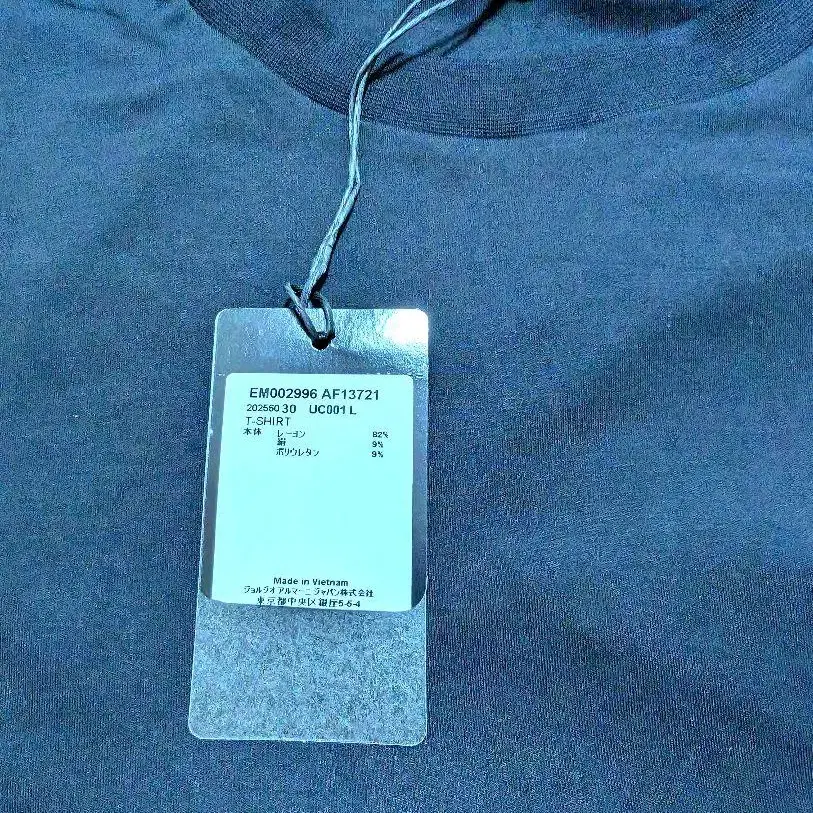 EM002996 AF13721
202560 30 UC001 L
T-SHIRT
本体 レーヨン 82%
絹 9%
ポリウレタン 9%
Made in Vietnam
ジョルジオ アルマーニ ジャパン株式会社
東京都中央区銀座5-5-4